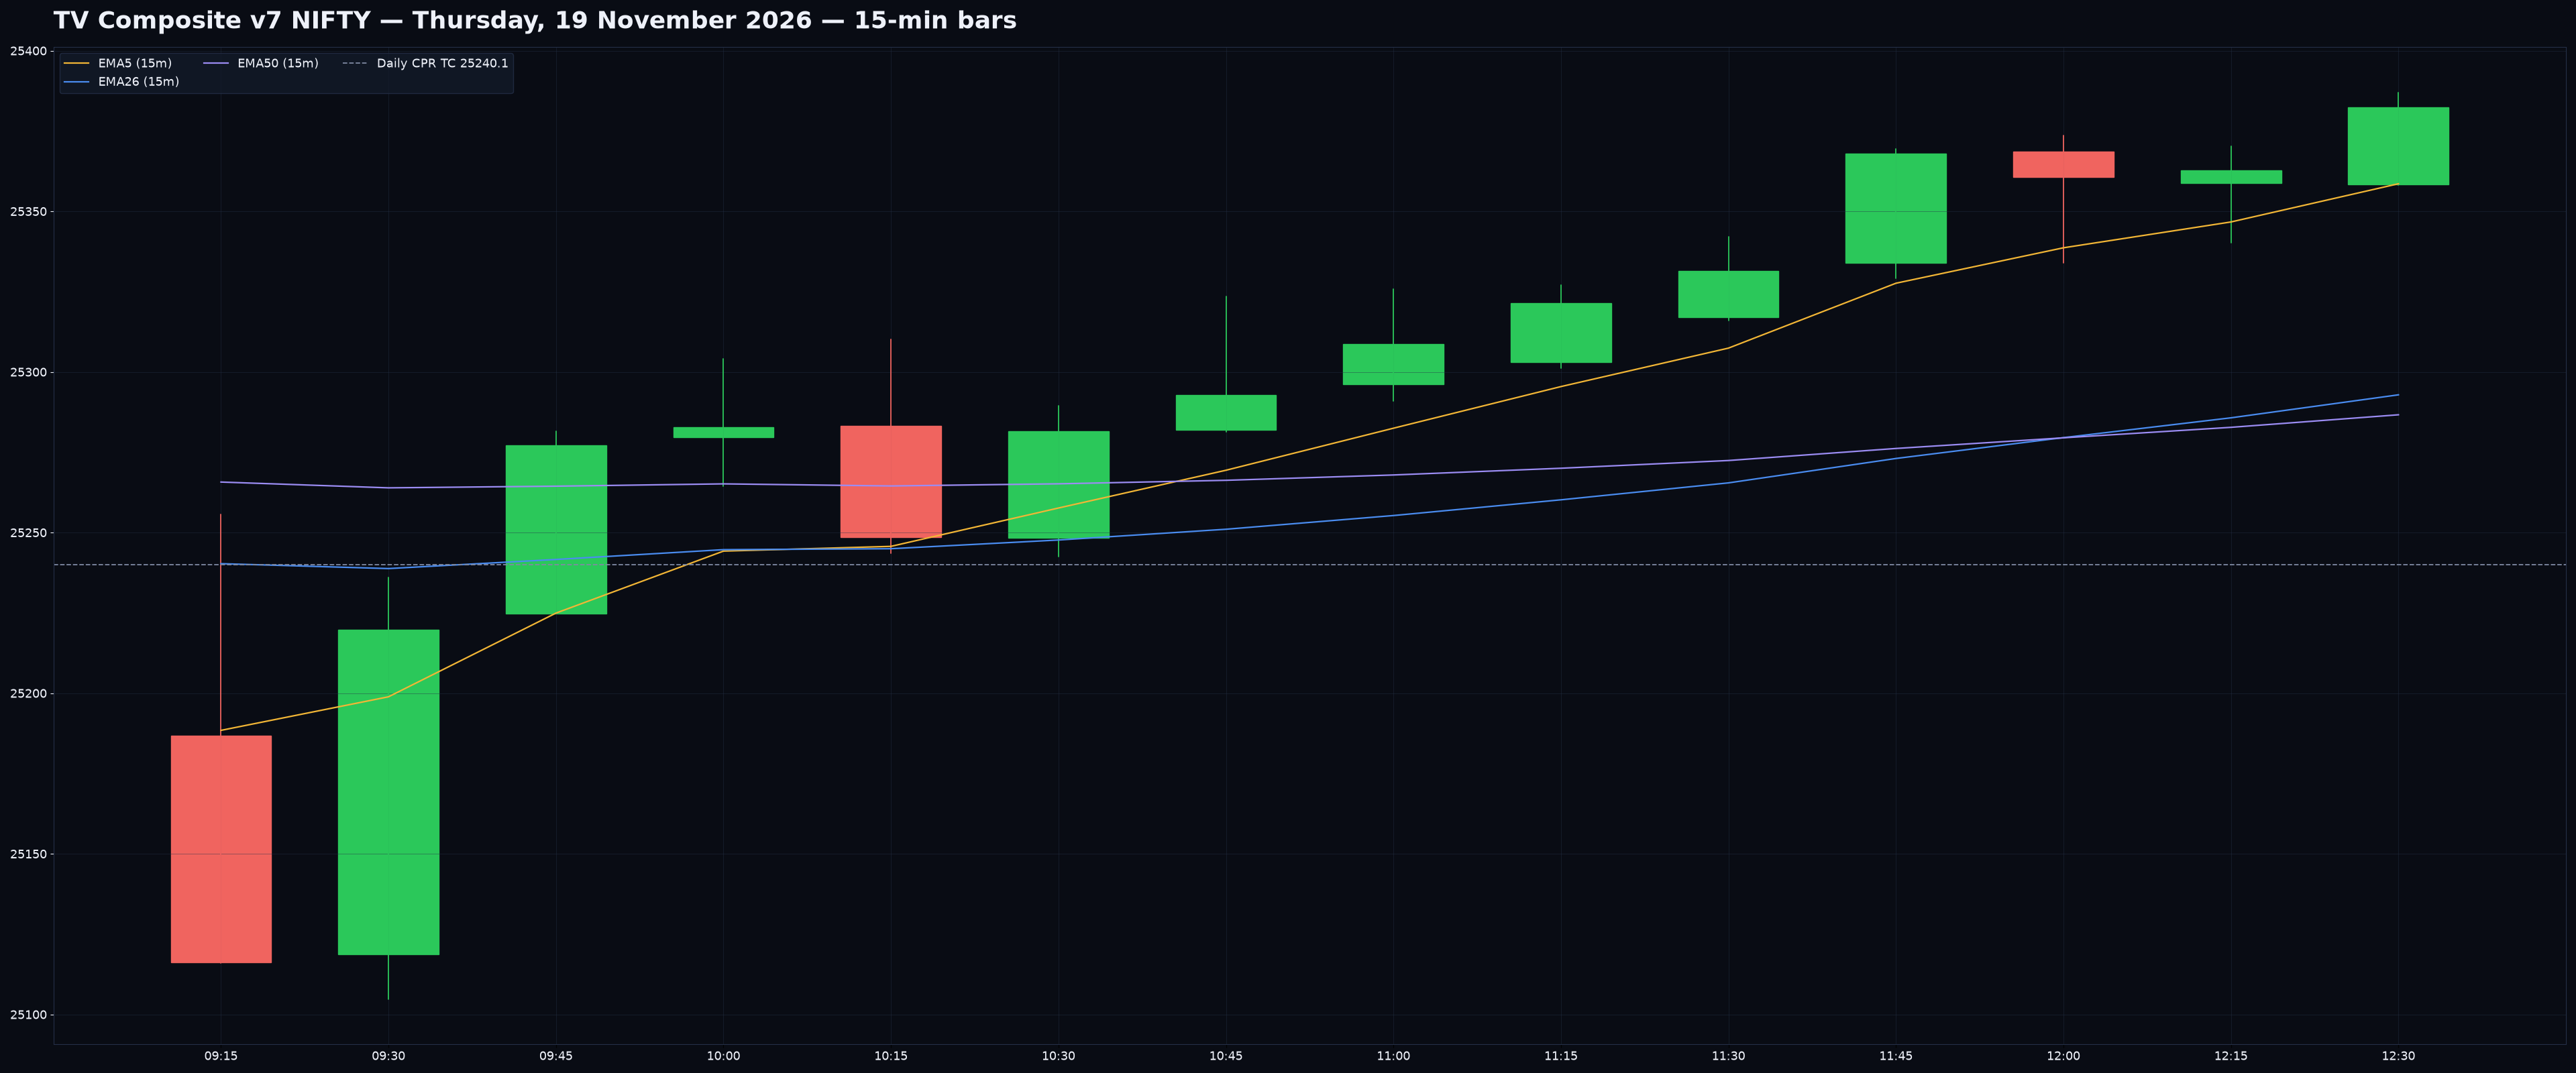 TV Composite v7 NIFTY — Thursday, 19 November 2026 — 15-min bars
EMA5 (15m)
EMA26 (15m)
EMA50 (15m)
Daily CPR TC 25240.1
25400
25350
25300
25250
25200
25150
25100
09:15 09:30 09:45 10:00 10:15 10:30 10:45 11:00 11:15 11:30 11:45 12:00 12:15 12:30